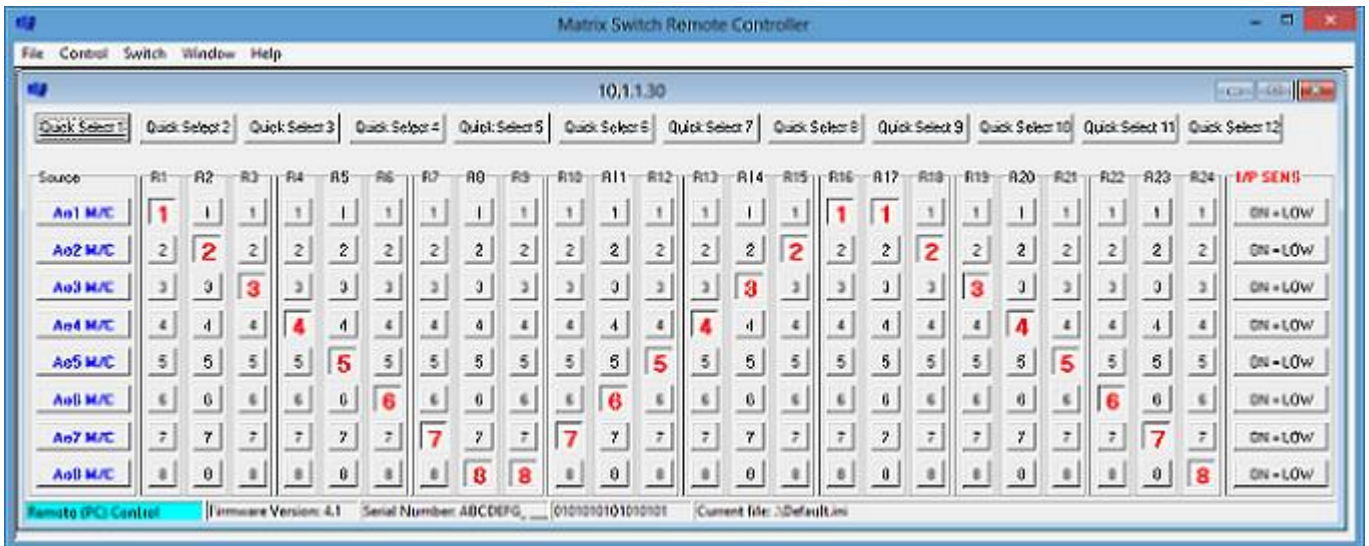 Matrix Switch Remote Controller
File Control Switch Window Help
10.1.1.30
Quick Select 1 Quick Select 2 Quick Select 3 Quick Select 4 Quick Select 5 Quick Select 6 Quick Select 7 Quick Select 8 Quick Select 9 Quick Select 10 Quick Select 11 Quick Select 12
Source R1 R2 R3 R4 R5 R6 R7 R8 R9 R10 R11 R12 R13 R14 R15 R16 R17 R18 R19 R20 R21 R22 R23 R24 I/P SENS
Ae1 M/C 1 1 1 1 1 1 1 1 1 1 1 1 1 1 1 1 1 1 1 1 1 1 1 1 ON = LOW
Ae2 M/C 2 2 2 2 2 2 2 2 2 2 2 2 2 2 2 2 2 2 2 2 2 2 2 2 ON = LOW
Ae3 M/C 3 3 3 3 3 3 3 3 3 3 3 3 3 3 3 3 3 3 3 3 3 3 3 3 ON = LOW
Ae4 M/C 4 4 4 4 4 4 4 4 4 4 4 4 4 4 4 4 4 4 4 4 4 4 4 4 ON = LOW
Ae5 M/C 5 5 5 5 5 5 5 5 5 5 5 5 5 5 5 5 5 5 5 5 5 5 5 5 ON = LOW
Ae6 M/C 6 6 6 6 6 6 6 6 6 6 6 6 6 6 6 6 6 6 6 6 6 6 6 6 ON = LOW
Ae7 M/C 7 7 7 7 7 7 7 7 7 7 7 7 7 7 7 7 7 7 7 7 7 7 7 7 ON = LOW
Ae8 M/C 8 8 8 8 8 8 8 8 8 8 8 8 8 8 8 8 8 8 8 8 8 8 8 8 ON = LOW
Remote (PC) Control Firmware Version: 4.1 Serial Number: ABCDEFG_ ___ 0101010101010101 Current file: .\Default.ini